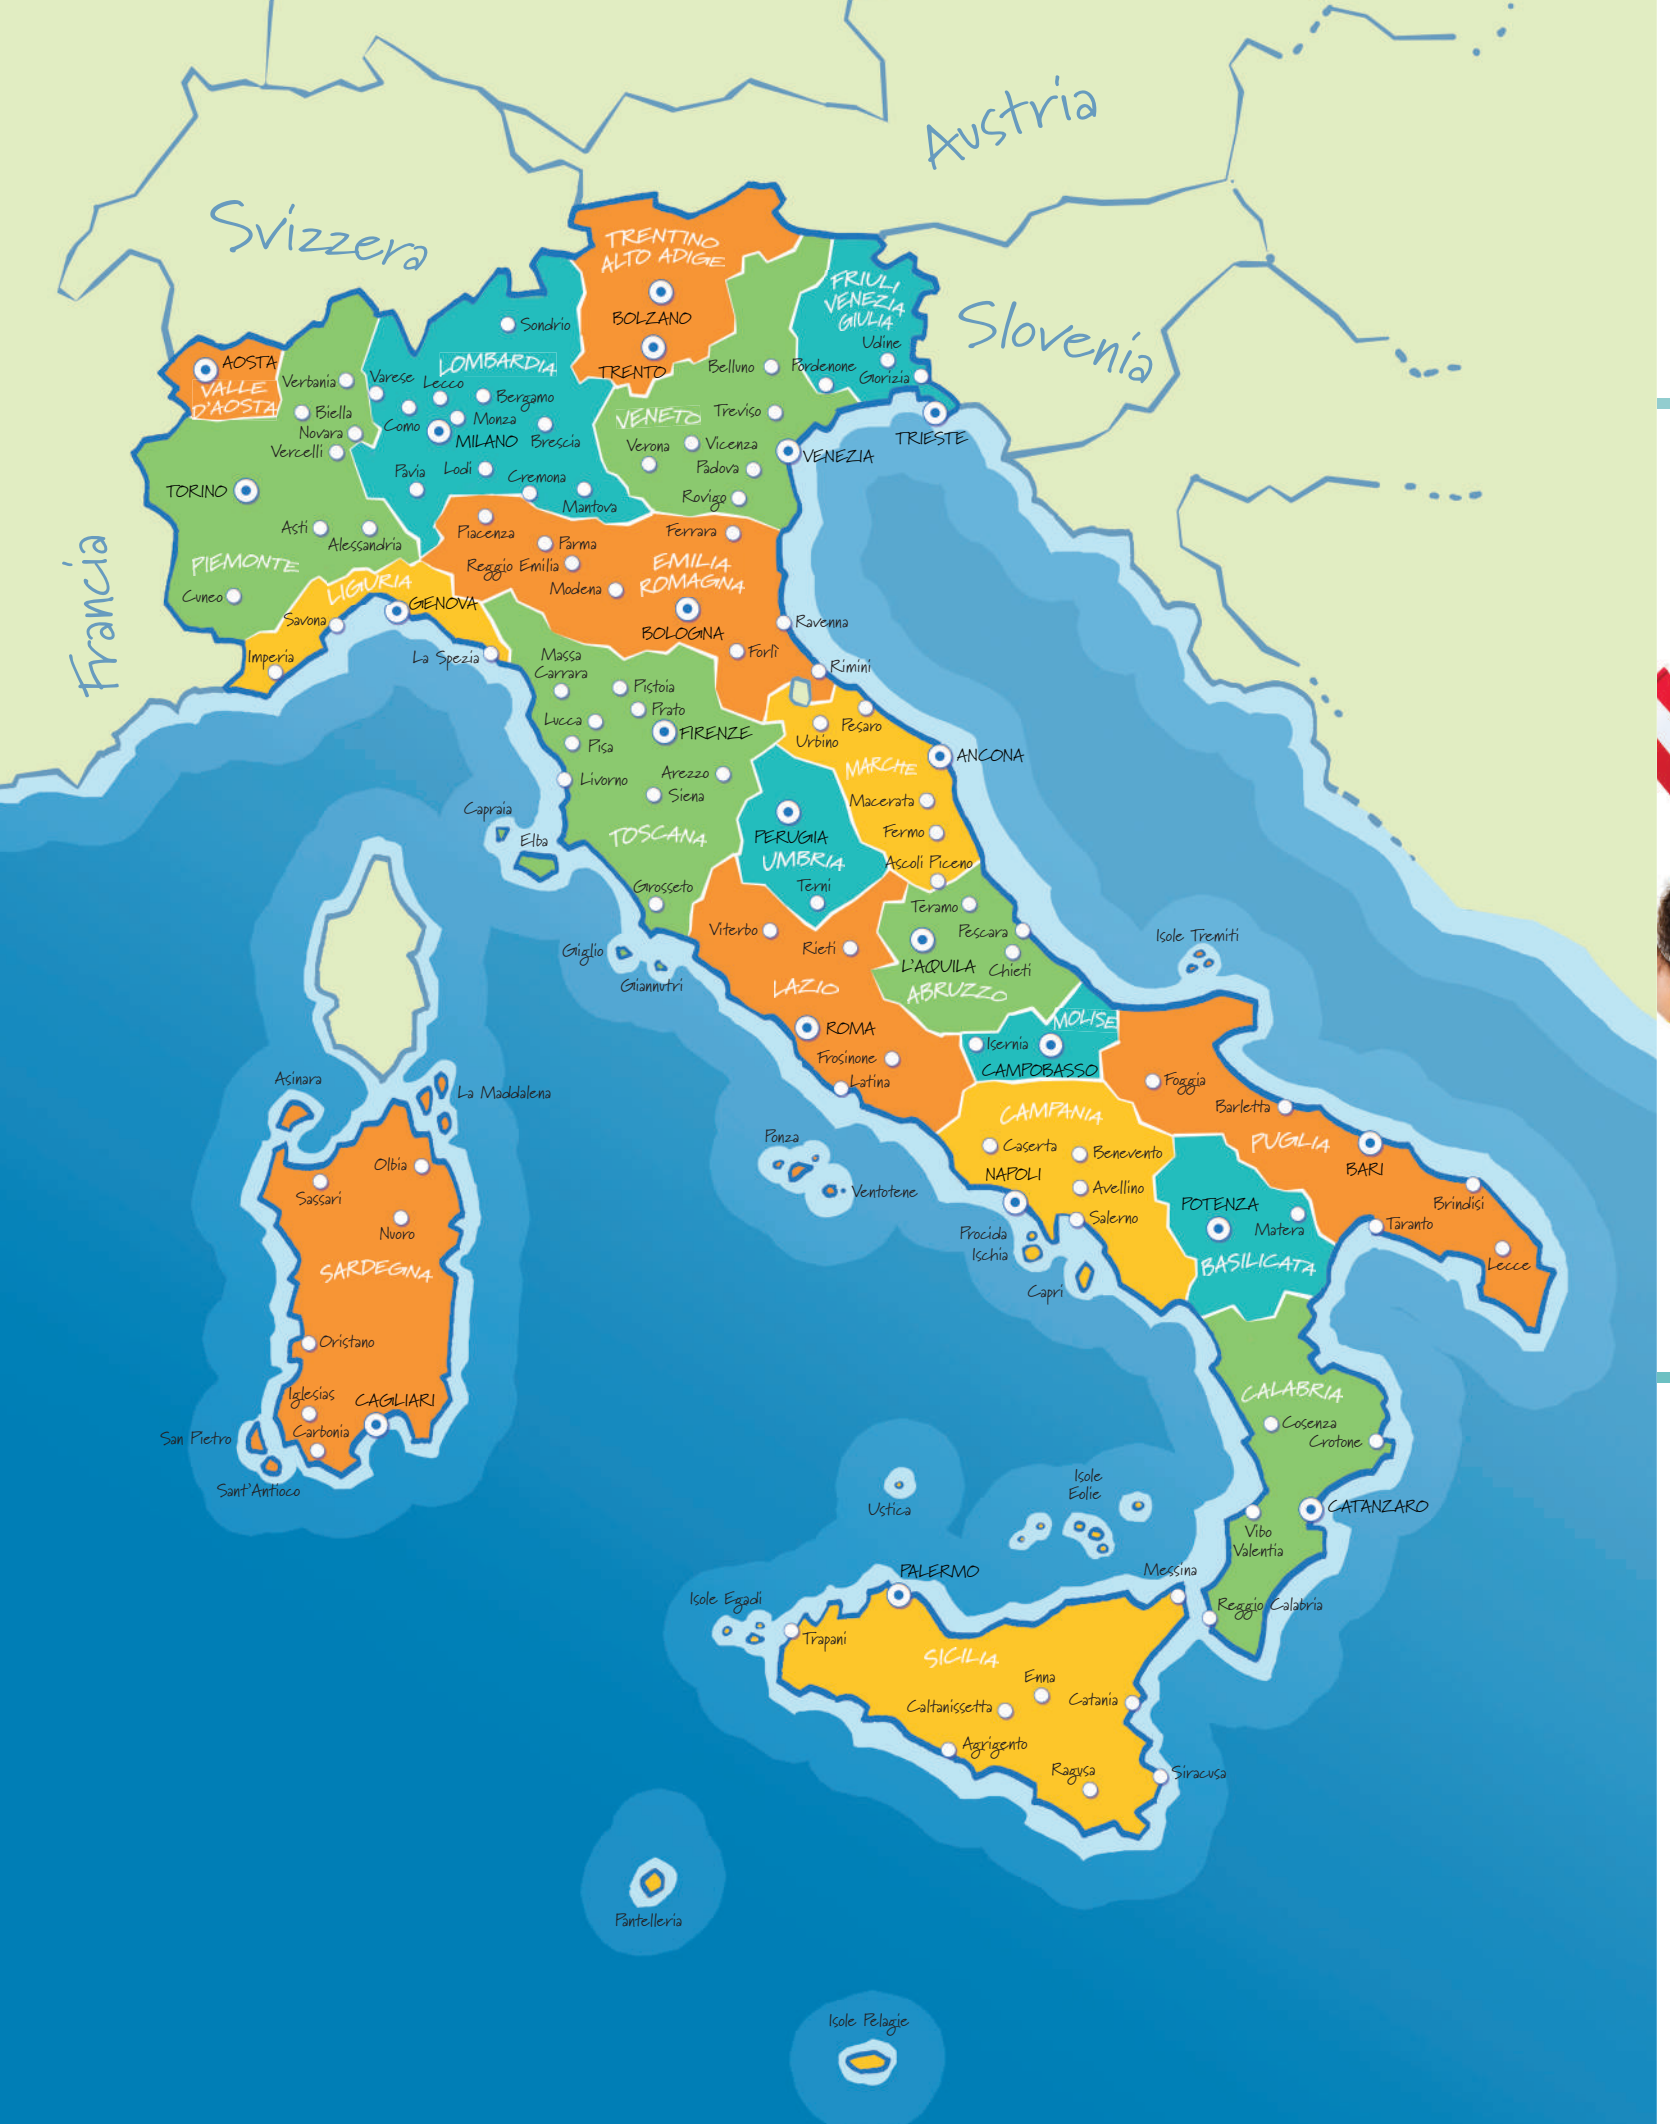 Austria
Svizzera
Slovenia
Francia
TRENTINO
ALTO ADIGE
BOLZANO
TRENTO
FRIULI
VENEZIA
GIULIA
Udine
Pordenone
Gorizia
TRIESTE
AOSTA
VALLE
D'AOSTA
Sondrio
LOMBARDIA
Varese
Lecco
Bergamo
Como
Monza
MILANO
Brescia
Pavia
Lodi
Cremona
Mantova
Belluno
VENETO
Treviso
Verona
Vicenza
Padova
VENEZIA
Rovigo
Verbania
Biella
Novara
Vercelli
TORINO
Asti
Alessandria
PIEMONTE
Cuneo
LIGURIA
GENOVA
Savona
Imperia
La Spezia
Piacenza
Parma
Reggio Emilia
Modena
Ferrara
EMILIA
ROMAGNA
BOLOGNA
Ravenna
Forlì
Rimini
Massa
Carrara
Pistoia
Prato
Lucca
FIRENZE
Pisa
Livorno
Arezzo
Siena
TOSCANA
Grosseto
Capraia
Elba
Giglio
Giannutri
Urbino
Pesaro
ANCONA
MARCHE
Macerata
Fermo
Ascoli Piceno
PERUGIA
UMBRIA
Terni
Viterbo
Rieti
LAZIO
ROMA
Frosinone
Latina
Teramo
Pescara
L'AQUILA
Chieti
ABRUZZO
Isole Tremiti
MOLISE
Isernia
CAMPOBASSO
CAMPANIA
Caserta
Benevento
NAPOLI
Avellino
Salerno
Procida
Ischia
Capri
Ponza
Ventotene
Foggia
Barletta
PUGLIA
BARI
Brindisi
Taranto
Lecce
POTENZA
Matera
BASILICATA
CALABRIA
Cosenza
Crotone
CATANZARO
Vibo
Valentia
Reggio Calabria
Asinara
La Maddalena
Olbia
Sassari
Nuoro
SARDEGNA
Oristano
Iglesias
CAGLIARI
Carbonia
San Pietro
Sant'Antioco
Ustica
Isole
Eolie
Messina
PALERMO
Isole Egadi
Trapani
SICILIA
Enna
Caltanissetta
Catania
Agrigento
Ragusa
Siracusa
Pantelleria
Isole Pelagie